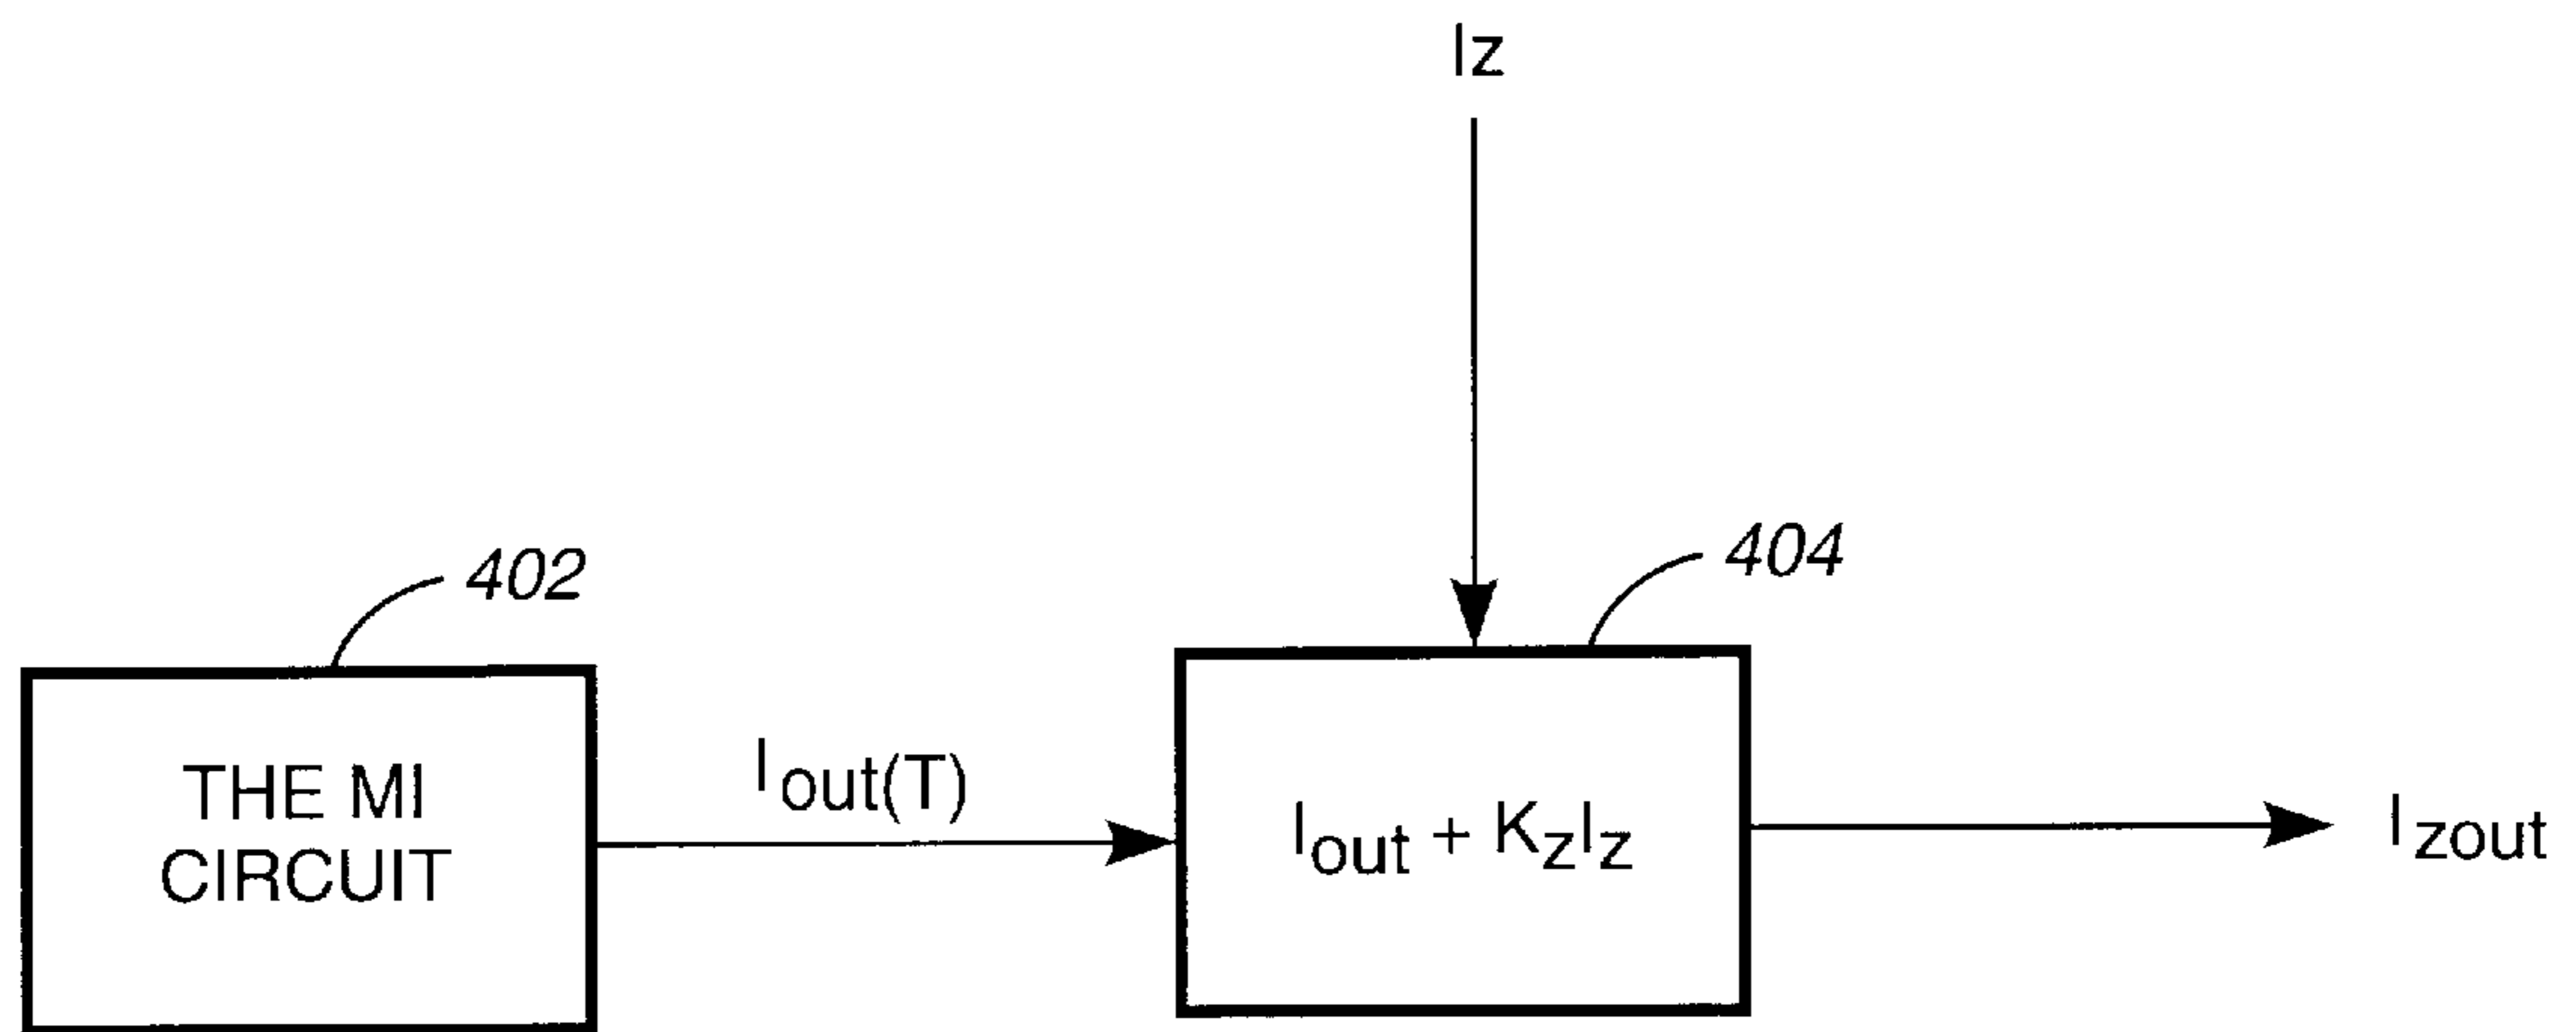 Iz
402
404
THE MI
CIRCUIT
Iout(T)
Iout + KzIz
Izout